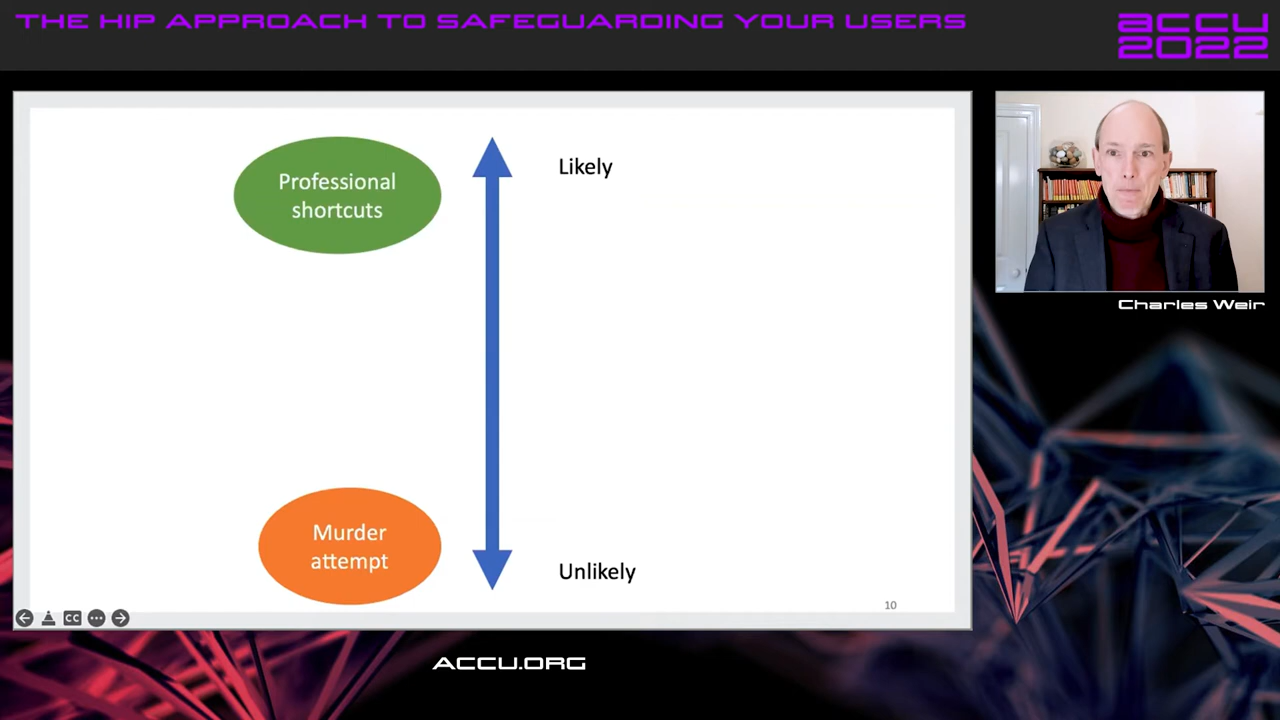 THE HIP APPROACH TO SAFEGUARDING YOUR USERS
accu
2022
Professional
shortcuts
Likely
Murder
attempt
Unlikely
10
CC
Charles Weir
ACCU.ORG